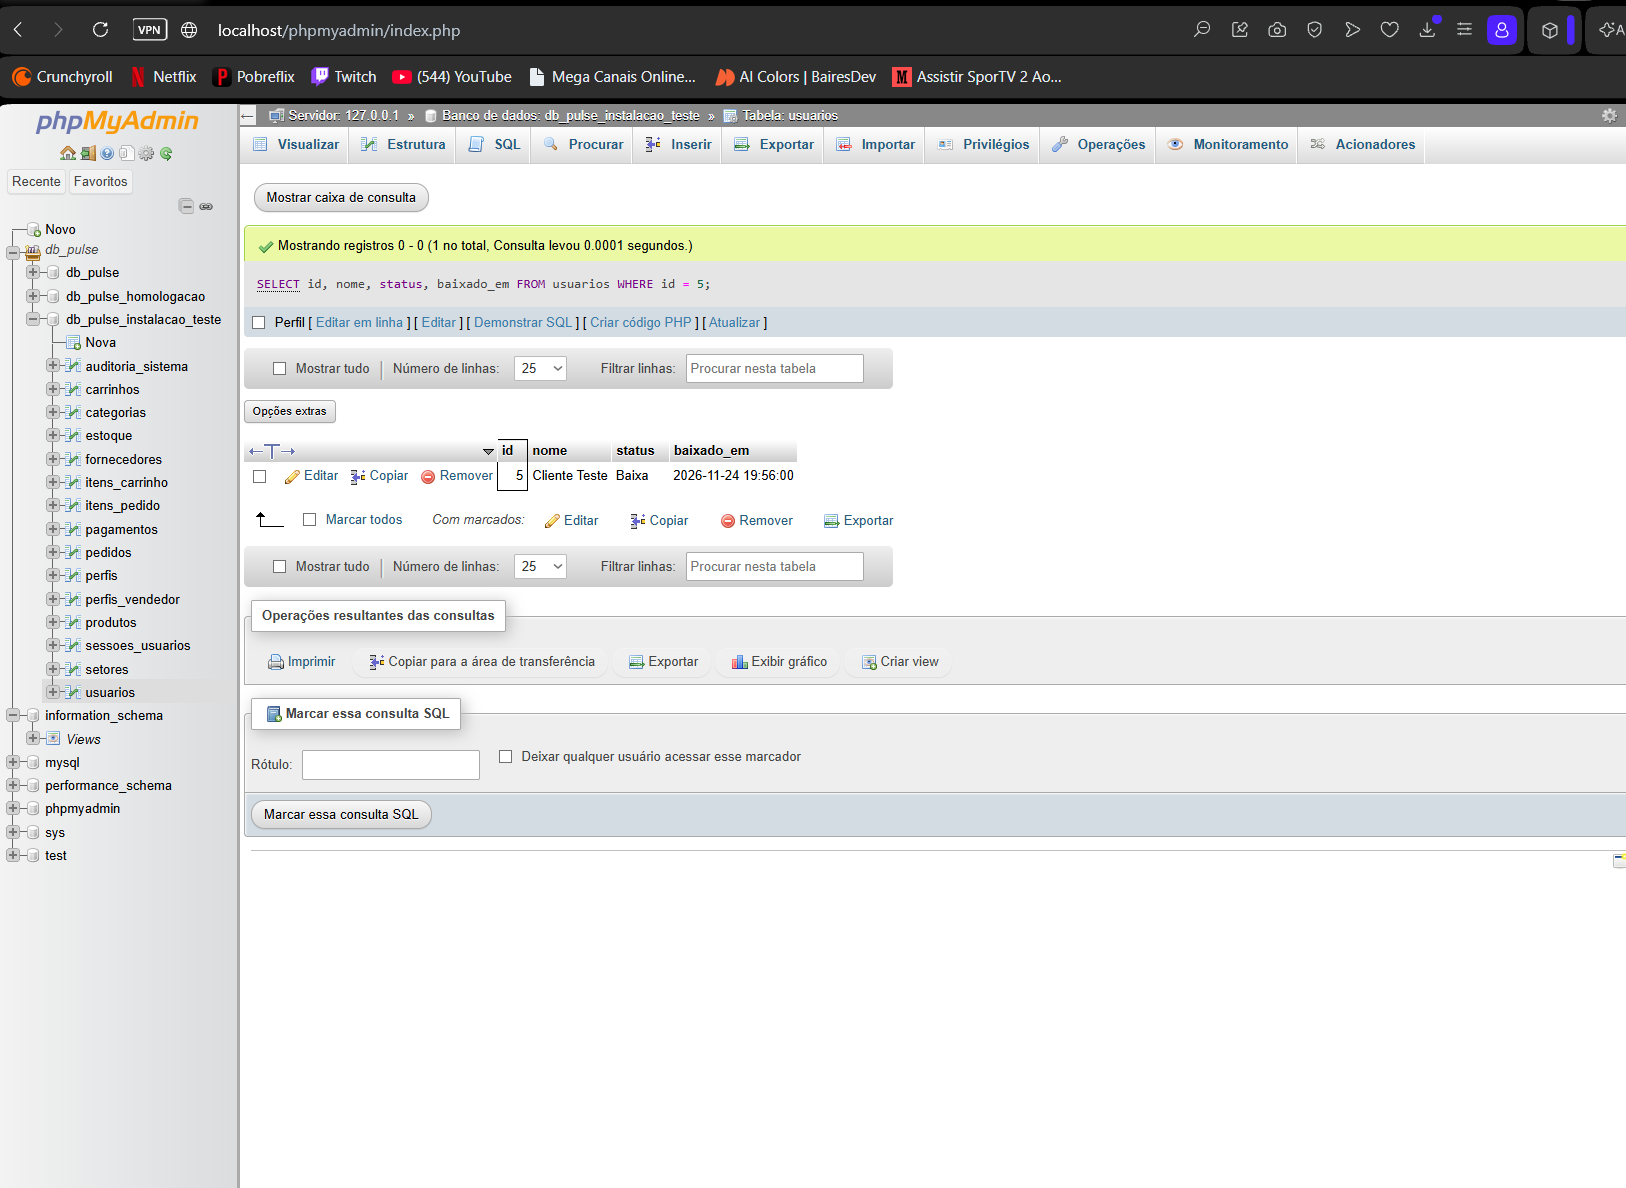 VPN localhost/phpmyadmin/index.php
Crunchyroll Netflix Pobreflix Twitch (544) YouTube Mega Canais Online... AI Colors | BairesDev Assistir SporTV 2 Ao...
phpMyAdmin
Recente Favoritos
Novo
db_pulse
db_pulse
db_pulse_homologacao
db_pulse_instalacao_teste
Nova
auditoria_sistema
carrinhos
categorias
estoque
fornecedores
itens_carrinho
itens_pedido
pagamentos
pedidos
perfis
perfis_vendedor
produtos
sessoes_usuarios
setores
usuarios
information_schema
Views
mysql
performance_schema
phpmyadmin
sys
test
Servidor: 127.0.0.1 » Banco de dados: db_pulse_instalacao_teste » Tabela: usuarios
Visualizar Estrutura SQL Procurar Inserir Exportar Importar Privilégios Operações Monitoramento Acionadores
Mostrar caixa de consulta
Mostrando registros 0 - 0 (1 no total, Consulta levou 0.0001 segundos.)
SELECT id, nome, status, baixado_em FROM usuarios WHERE id = 5;
Perfil [ Editar em linha ] [ Editar ] [ Demonstrar SQL ] [ Criar código PHP ] [ Atualizar ]
Mostrar tudo | Número de linhas: 25 Filtrar linhas: Procurar nesta tabela
Opções extras
id nome status baixado_em
Editar Copiar Remover 5 Cliente Teste Baixa 2026-11-24 19:56:00
Marcar todos Com marcados: Editar Copiar Remover Exportar
Mostrar tudo | Número de linhas: 25 Filtrar linhas: Procurar nesta tabela
Operações resultantes das consultas
Imprimir Copiar para a área de transferência Exportar Exibir gráfico Criar view
Marcar essa consulta SQL
Rótulo: Deixar qualquer usuário acessar esse marcador
Marcar essa consulta SQL